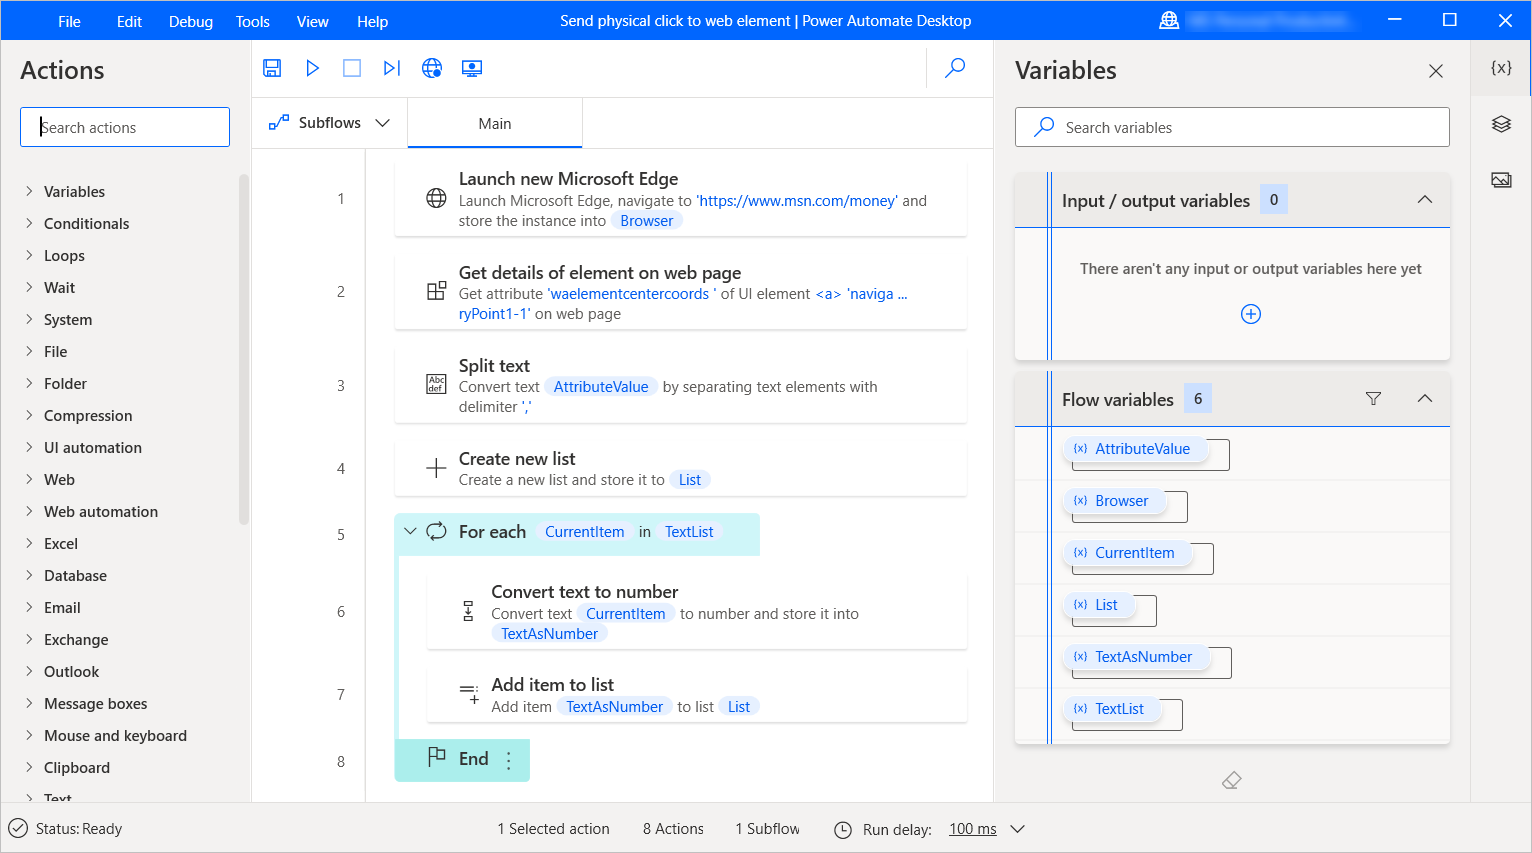 File Edit Debug Tools View Help Send physical click to web element | Power Automate Desktop
Actions
Search actions
Variables
Conditionals
Loops
Wait
System
File
Folder
Compression
UI automation
Web
Web automation
Excel
Database
Email
Exchange
Outlook
Message boxes
Mouse and keyboard
Clipboard
Text
Subflows Main
1
Launch new Microsoft Edge
Launch Microsoft Edge, navigate to 'https://www.msn.com/money' and
store the instance into Browser
2
Get details of element on web page
Get attribute 'waelementcentercoords ' of UI element <a> 'naviga ...
ryPoint1-1' on web page
3
Abc
def
Split text
Convert text AttributeValue by separating text elements with
delimiter ','
4
Create new list
Create a new list and store it to List
5
For each CurrentItem in TextList
6
Convert text to number
Convert text CurrentItem to number and store it into
TextAsNumber
7
Add item to list
Add item TextAsNumber to list List
8
End
Variables
{x}
Search variables
Input / output variables 0
There aren't any input or output variables here yet
Flow variables 6
{x} AttributeValue
{x} Browser
{x} CurrentItem
{x} List
{x} TextAsNumber
{x} TextList
Status: Ready 1 Selected action 8 Actions 1 Subflow Run delay: 100 ms